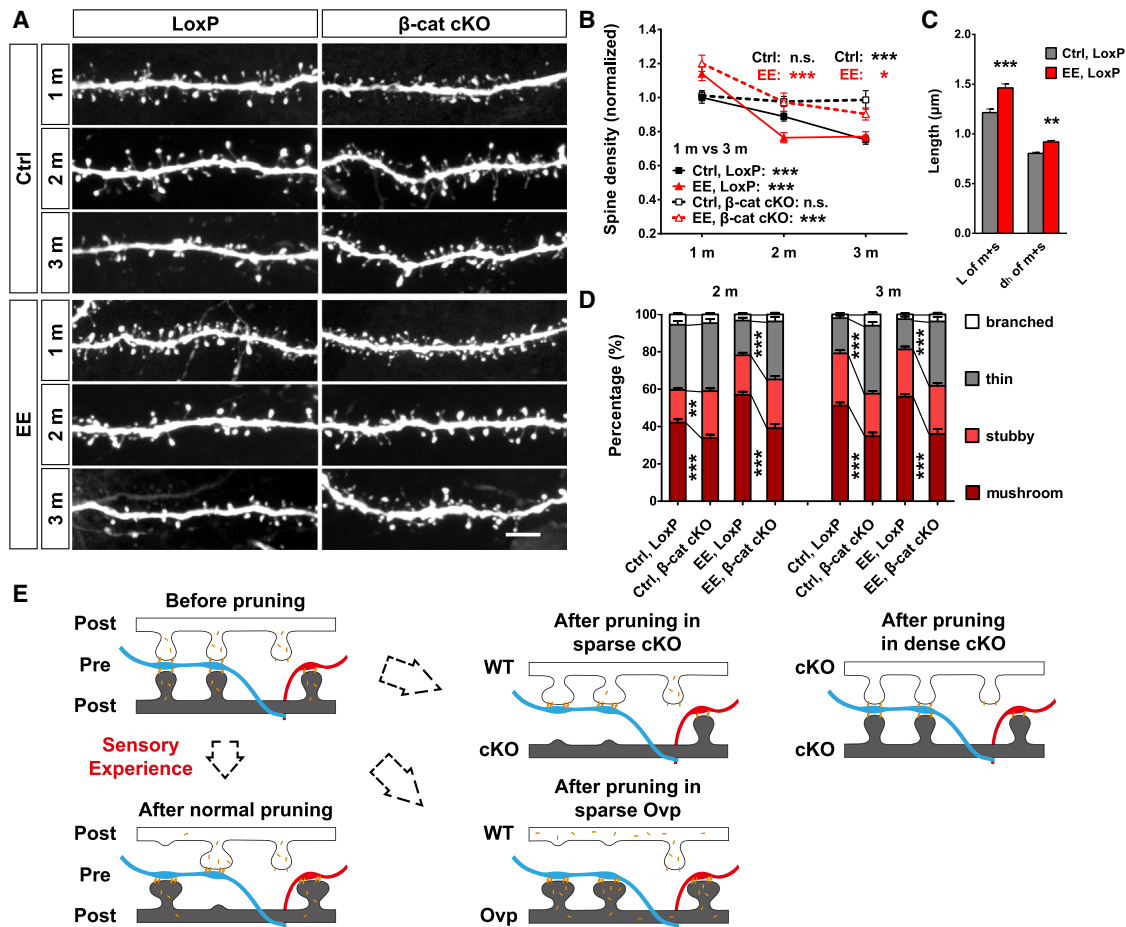 A
LoxP
β-cat cKO
Ctrl
1 m
2 m
3 m
EE
1 m
2 m
3 m
B
Spine density (normalized)
1.4
1.2
1.0
0.8
0.6
0.4
0.2
Ctrl: n.s.
EE: ***
Ctrl: ***
EE: *
1 m vs 3 m
Ctrl, LoxP: ***
EE, LoxP: ***
Ctrl, β-cat cKO: n.s.
EE, β-cat cKO: ***
1 m
2 m
3 m
C
Length (μm)
2.0
1.5
1.0
0.5
0.0
Ctrl, LoxP
EE, LoxP
***
**
L of m+s
dh of m+s
D
2 m
3 m
Percentage (%)
100%
80
60
40
20
0
**
***
***
***
***
***
***
***
Ctrl, LoxP
Ctrl, β-cat cKO
EE, LoxP
EE, β-cat cKO
Ctrl, LoxP
Ctrl, β-cat cKO
EE, LoxP
EE, β-cat cKO
branched
thin
stubby
mushroom
E
Before pruning
Post
Pre
Post
Sensory
Experience
After normal pruning
Post
Pre
Post
After pruning in
sparse cKO
WT
cKO
After pruning
in dense cKO
cKO
cKO
After pruning in
sparse Ovp
WT
Ovp